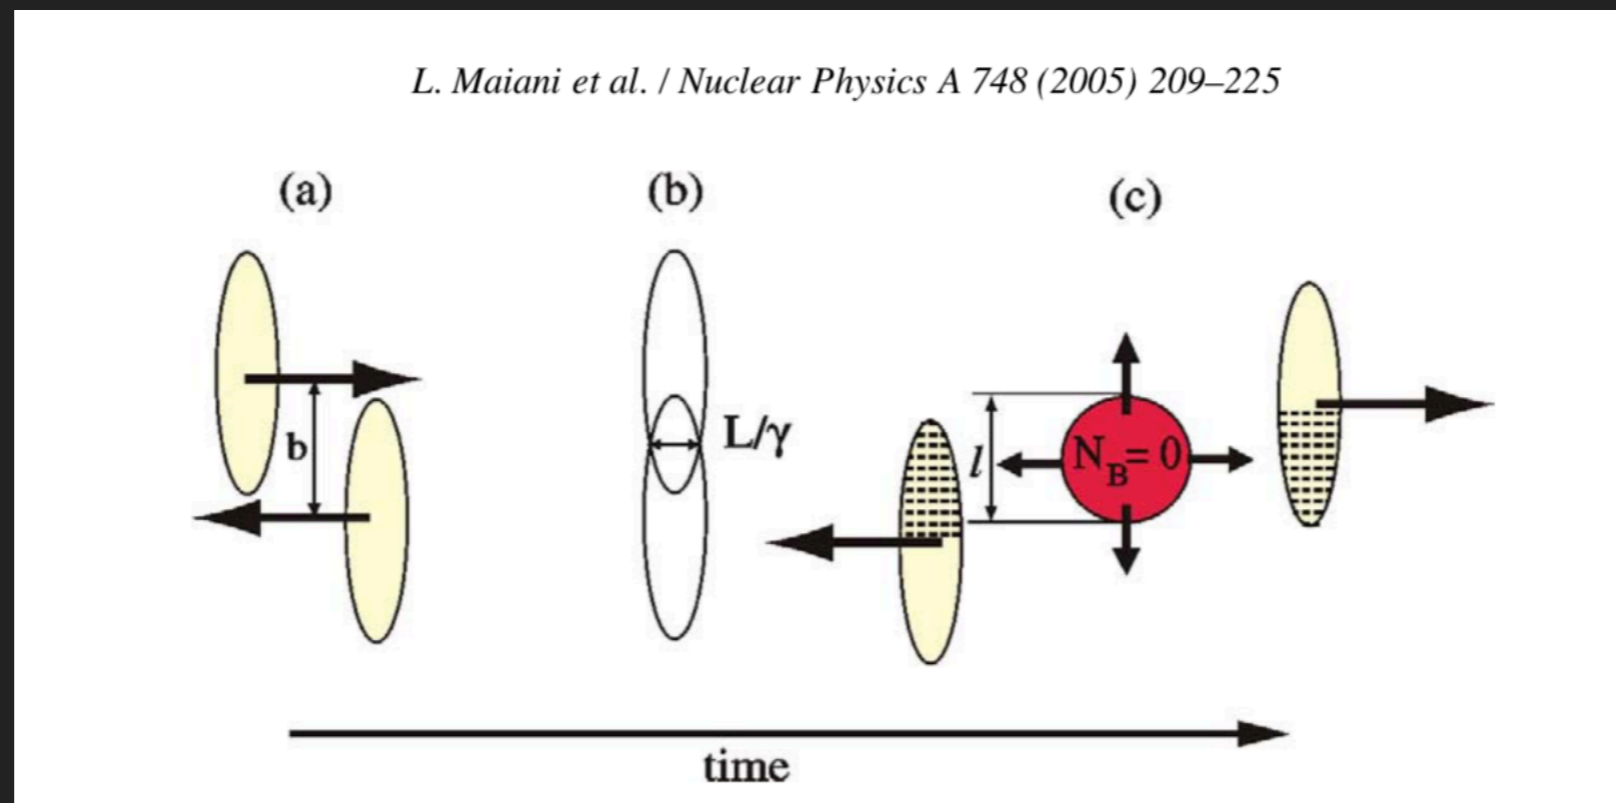 L. Maiani et al. / Nuclear Physics A 748 (2005) 209–225
(a)
(b)
(c)
b
L/γ
l
N_B = 0
time